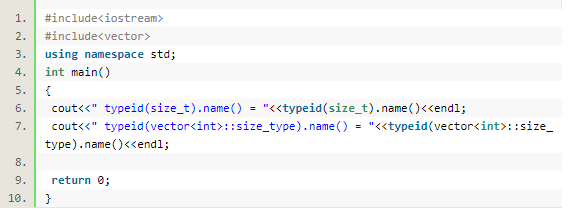 1. #include<iostream>
2. #include<vector>
3. using namespace std;
4. int main()
5. {
6. cout<<" typeid(size_t).name() = "<<typeid(size_t).name()<<endl;
7. cout<<" typeid(vector<int>::size_type).name() = "<<typeid(vector<int>::size_
type).name()<<endl;
8.
9. return 0;
10. }